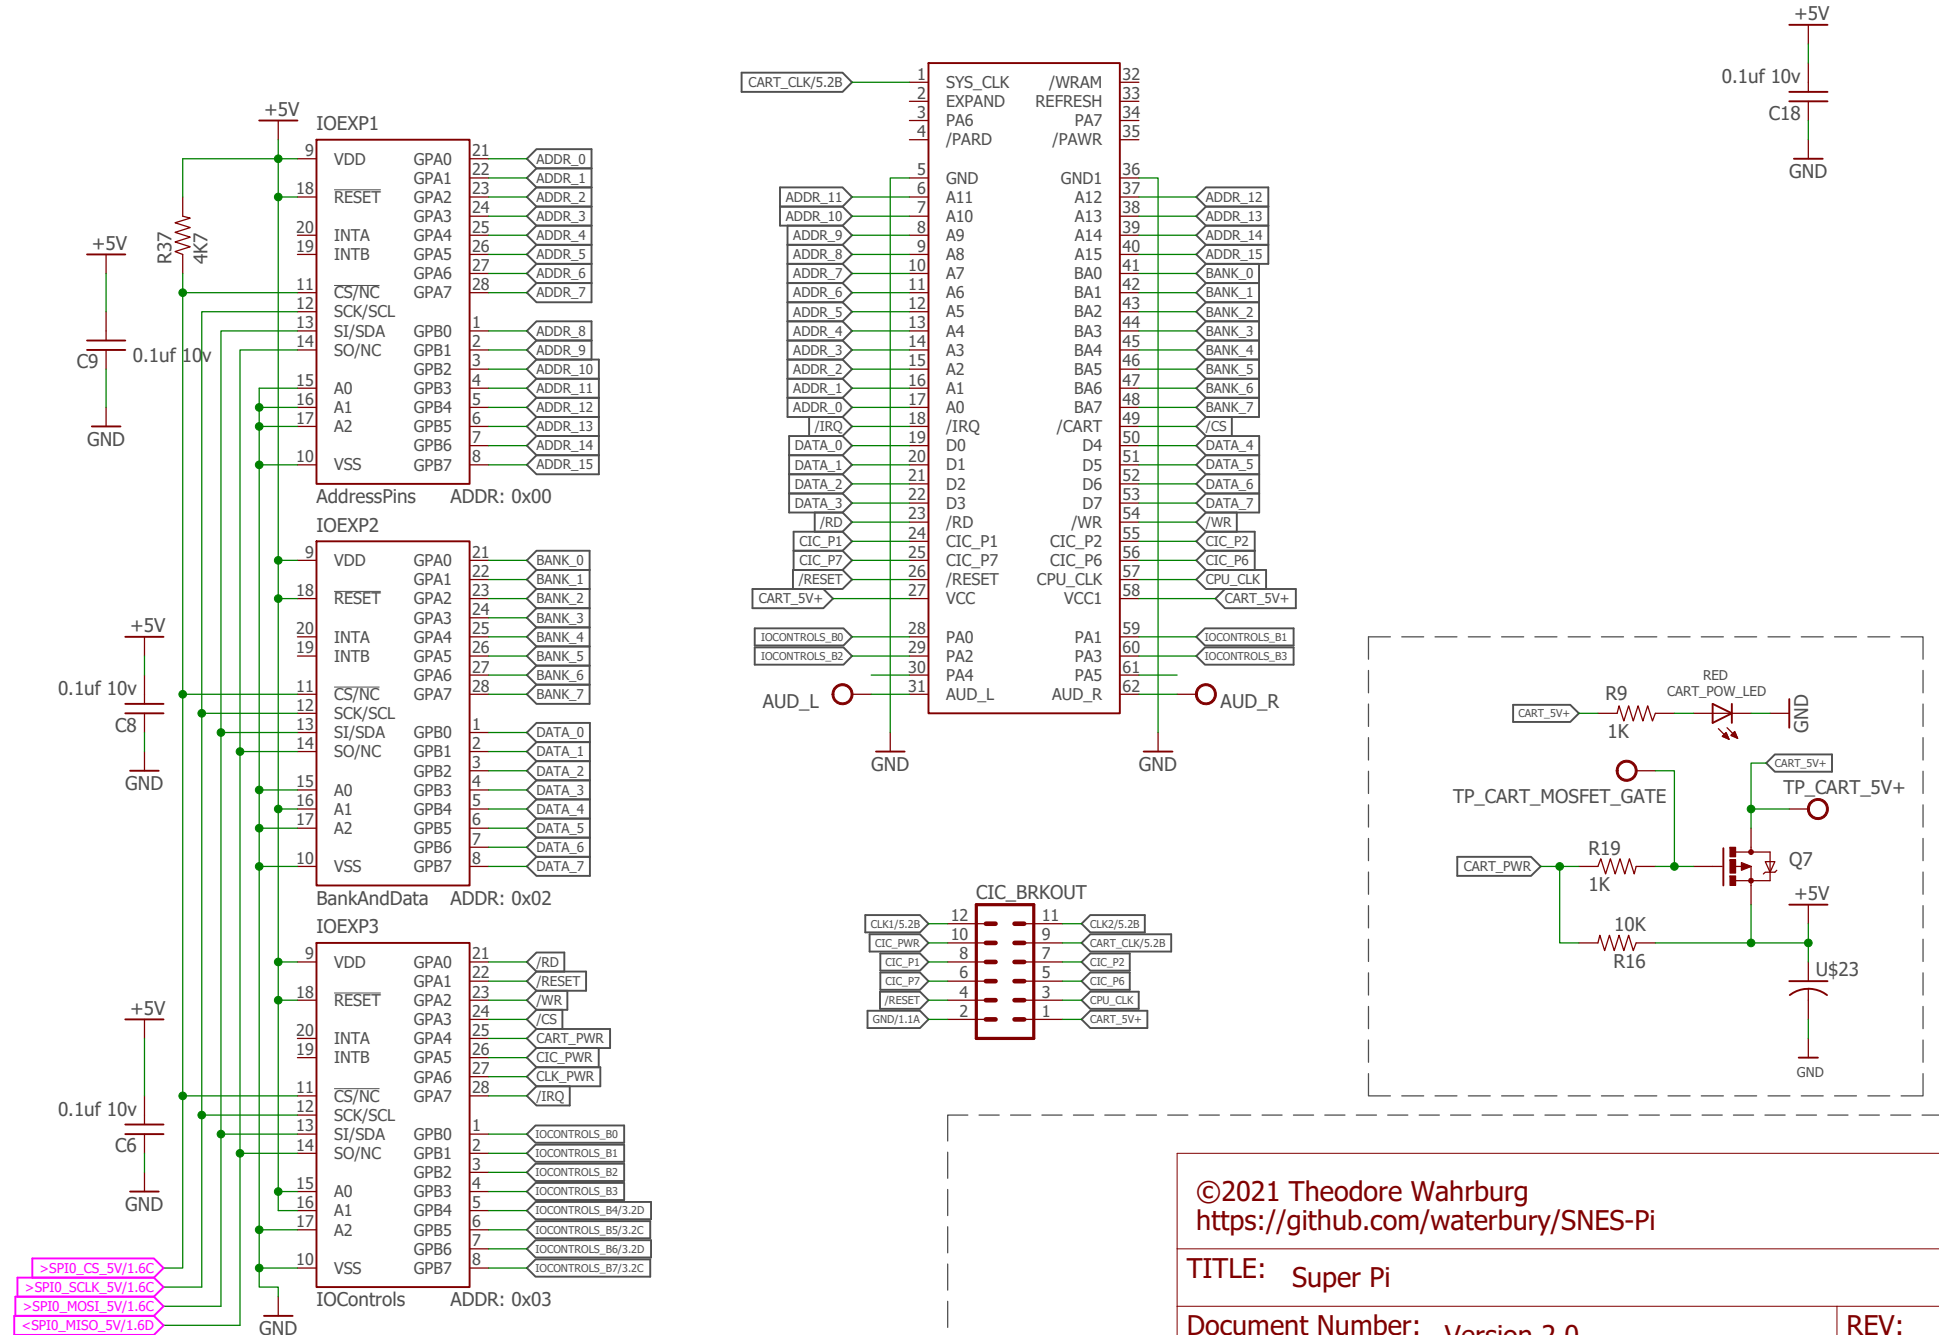 +5V
IOEXP1
9 VDD GPA0 21 ADDR_0
GPA1 22 ADDR_1
18 RESET GPA2 23 ADDR_2
GPA3 24 ADDR_3
20 INTA GPA4 25 ADDR_4
19 INTB GPA5 26 ADDR_5
GPA6 27 ADDR_6
11 CS/NC GPA7 28 ADDR_7
12 SCK/SCL
13 SI/SDA GPB0 1 ADDR_8
14 SO/NC GPB1 2 ADDR_9
GPB2 3 ADDR_10
15 A0 GPB3 4 ADDR_11
16 A1 GPB4 5 ADDR_12
17 A2 GPB5 6 ADDR_13
GPB6 7 ADDR_14
10 VSS GPB7 8 ADDR_15
AddressPins ADDR: 0x00
R37
4K7
+5V
C9 0.1uf 10v
GND
IOEXP2
9 VDD GPA0 21 BANK_0
GPA1 22 BANK_1
18 RESET GPA2 23 BANK_2
GPA3 24 BANK_3
20 INTA GPA4 25 BANK_4
19 INTB GPA5 26 BANK_5
GPA6 27 BANK_6
11 CS/NC GPA7 28 BANK_7
12 SCK/SCL
13 SI/SDA GPB0 1 DATA_0
14 SO/NC GPB1 2 DATA_1
GPB2 3 DATA_2
15 A0 GPB3 4 DATA_3
16 A1 GPB4 5 DATA_4
17 A2 GPB5 6 DATA_5
GPB6 7 DATA_6
10 VSS GPB7 8 DATA_7
BankAndData ADDR: 0x02
+5V
0.1uf 10v
C8
GND
IOEXP3
9 VDD GPA0 21 /RD
GPA1 22 /RESET
18 RESET GPA2 23 /WR
GPA3 24 /CS
20 INTA GPA4 25 CART_PWR
19 INTB GPA5 26 CIC_PWR
GPA6 27 CLK_PWR
11 CS/NC GPA7 28 /IRQ
12 SCK/SCL
13 SI/SDA GPB0 1 IOCONTROLS_B0
14 SO/NC GPB1 2 IOCONTROLS_B1
GPB2 3 IOCONTROLS_B2
15 A0 GPB3 4 IOCONTROLS_B3
16 A1 GPB4 5 IOCONTROLS_B4/3.2D
17 A2 GPB5 6 IOCONTROLS_B5/3.2C
GPB6 7 IOCONTROLS_B6/3.2D
10 VSS GPB7 8 IOCONTROLS_B7/3.2C
IOControls ADDR: 0x03
+5V
0.1uf 10v
C6
GND
>SPI0_CS_5V/1.6C
>SPI0_SCLK_5V/1.6C
>SPI0_MOSI_5V/1.6C
<SPI0_MISO_5V/1.6D
GND
CART_CLK/5.2B 1 SYS_CLK /WRAM 32
2 EXPAND REFRESH 33
3 PA6 PA7 34
4 /PARD /PAWR 35
5 GND GND1 36
ADDR_11 6 A11 A12 37 ADDR_12
ADDR_10 7 A10 A13 38 ADDR_13
ADDR_9 8 A9 A14 39 ADDR_14
ADDR_8 9 A8 A15 40 ADDR_15
ADDR_7 10 A7 BA0 41 BANK_0
ADDR_6 11 A6 BA1 42 BANK_1
ADDR_5 12 A5 BA2 43 BANK_2
ADDR_4 13 A4 BA3 44 BANK_3
ADDR_3 14 A3 BA4 45 BANK_4
ADDR_2 15 A2 BA5 46 BANK_5
ADDR_1 16 A1 BA6 47 BANK_6
ADDR_0 17 A0 BA7 48 BANK_7
/IRQ 18 /IRQ /CART 49 /CS
DATA_0 19 D0 D4 50 DATA_4
DATA_1 20 D1 D5 51 DATA_5
DATA_2 21 D2 D6 52 DATA_6
DATA_3 22 D3 D7 53 DATA_7
/RD 23 /RD /WR 54 /WR
CIC_P1 24 CIC_P1 CIC_P2 55 CIC_P2
CIC_P7 25 CIC_P7 CIC_P6 56 CIC_P6
/RESET 26 /RESET CPU_CLK 57 CPU_CLK
CART_5V+ 27 VCC VCC1 58 CART_5V+
IOCONTROLS_B0 28 PA0 PA1 59 IOCONTROLS_B1
IOCONTROLS_B2 29 PA2 PA3 60 IOCONTROLS_B3
30 PA4 PA5 61
AUD_L 31 AUD_L AUD_R 62 AUD_R
GND GND
CIC_BRKOUT
CLK1/5.2B 12 11 CLK2/5.2B
CIC_PWR 10 9 CART_CLK/5.2B
CIC_P1 8 7 CIC_P2
CIC_P7 6 5 CIC_P6
/RESET 4 3 CPU_CLK
GND/1.1A 2 1 CART_5V+
+5V
0.1uf 10v
C18
GND
RED
R9 CART_POW_LED
CART_5V+
1K
GND
CART_5V+
TP_CART_MOSFET_GATE TP_CART_5V+
R19
CART_PWR
1K
Q7
+5V
10K
R16
U$23
GND
©2021 Theodore Wahrburg
https://github.com/waterbury/SNES-Pi
TITLE: Super Pi
Document Number: Version 2.0 REV: